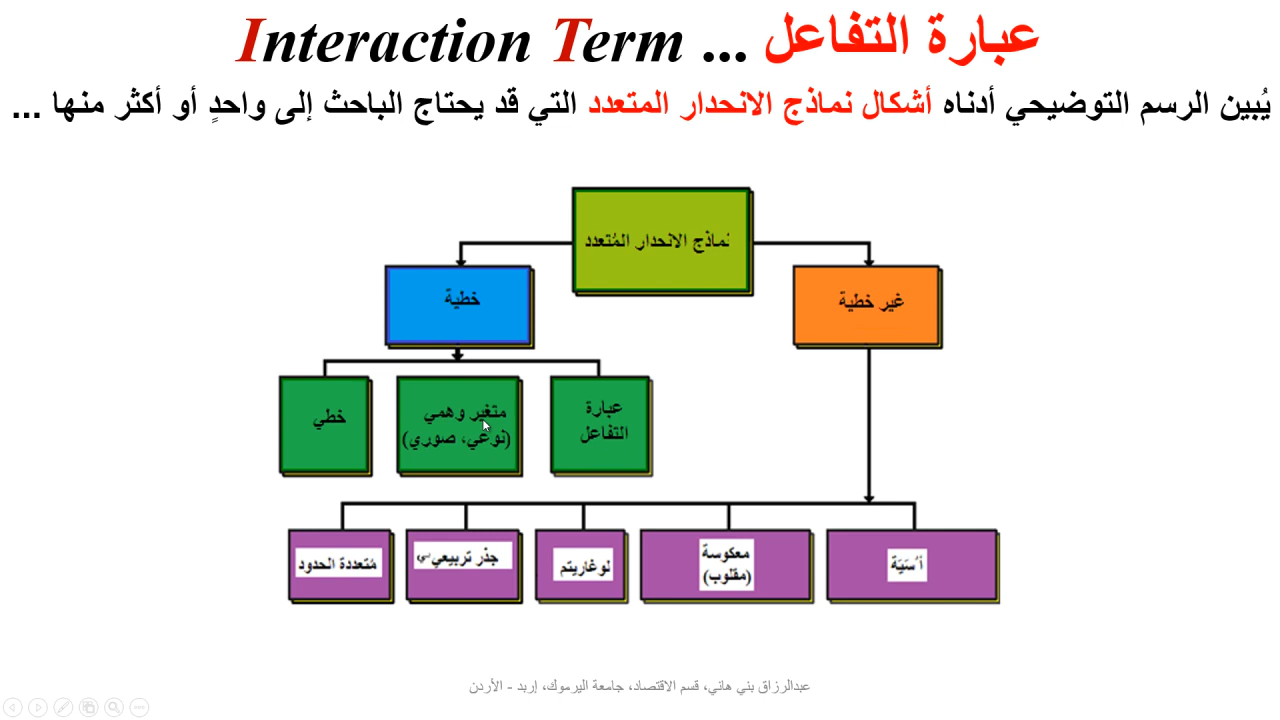 عبارة التفاعل ... Interaction Term
يُبين الرسم التوضيحي أدناه أشكال نماذج الانحدار المتعدد التي قد يحتاج الباحث إلى واحدٍ أو أكثر منها ...
نماذج الانحدار المُتعدد
غير خطية
خطية
عبارة
التفاعل
متغير وهمي
(نوعي، صوري)
خطي
أُسَيَة
معكوسة
(مقلوب)
لوغاريتم
جذر تربيعي
مُتعددة الحدود
عبدالرزاق بني هاني، قسم الاقتصاد، جامعة اليرموك، إربد - الأردن